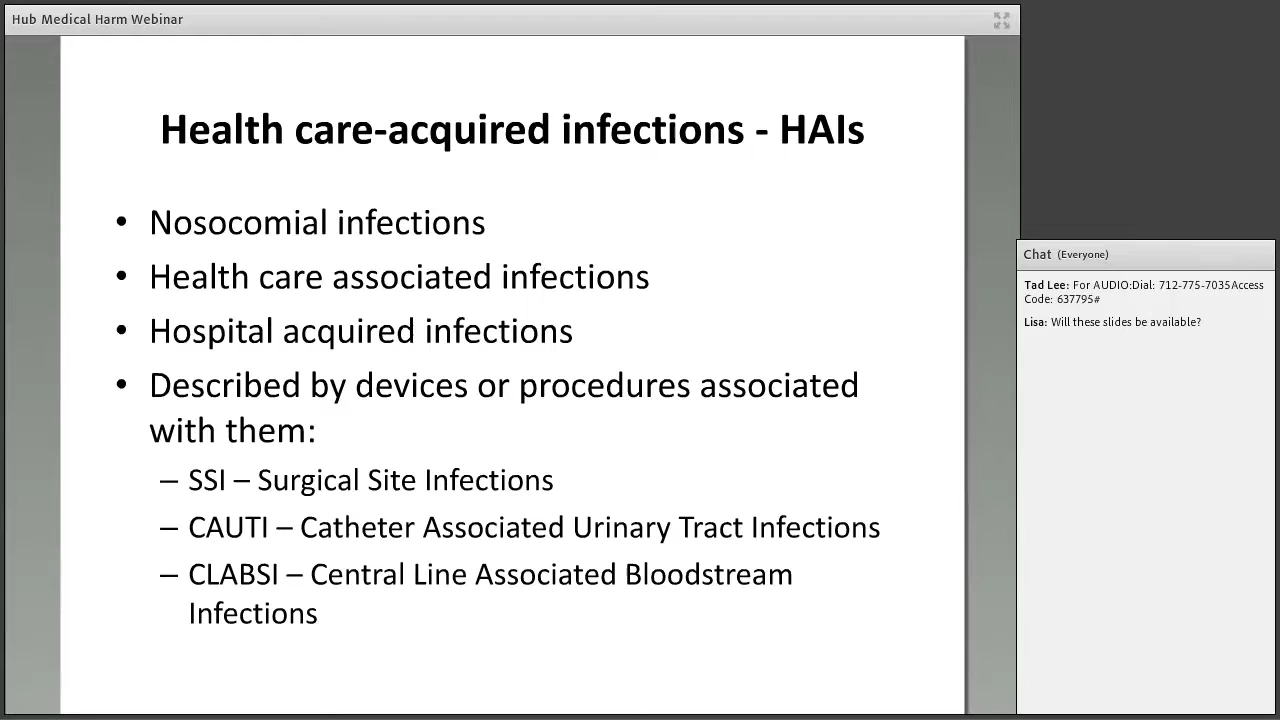 Hub Medical Harm Webinar
Health care-acquired infections - HAIs
• Nosocomial infections
• Health care associated infections
• Hospital acquired infections
• Described by devices or procedures associated
with them:
– SSI – Surgical Site Infections
– CAUTI – Catheter Associated Urinary Tract Infections
– CLABSI – Central Line Associated Bloodstream
Infections
Chat (Everyone)
Tad Lee: For AUDIO:Dial: 712-775-7035Access
Code: 637795#
Lisa: Will these slides be available?